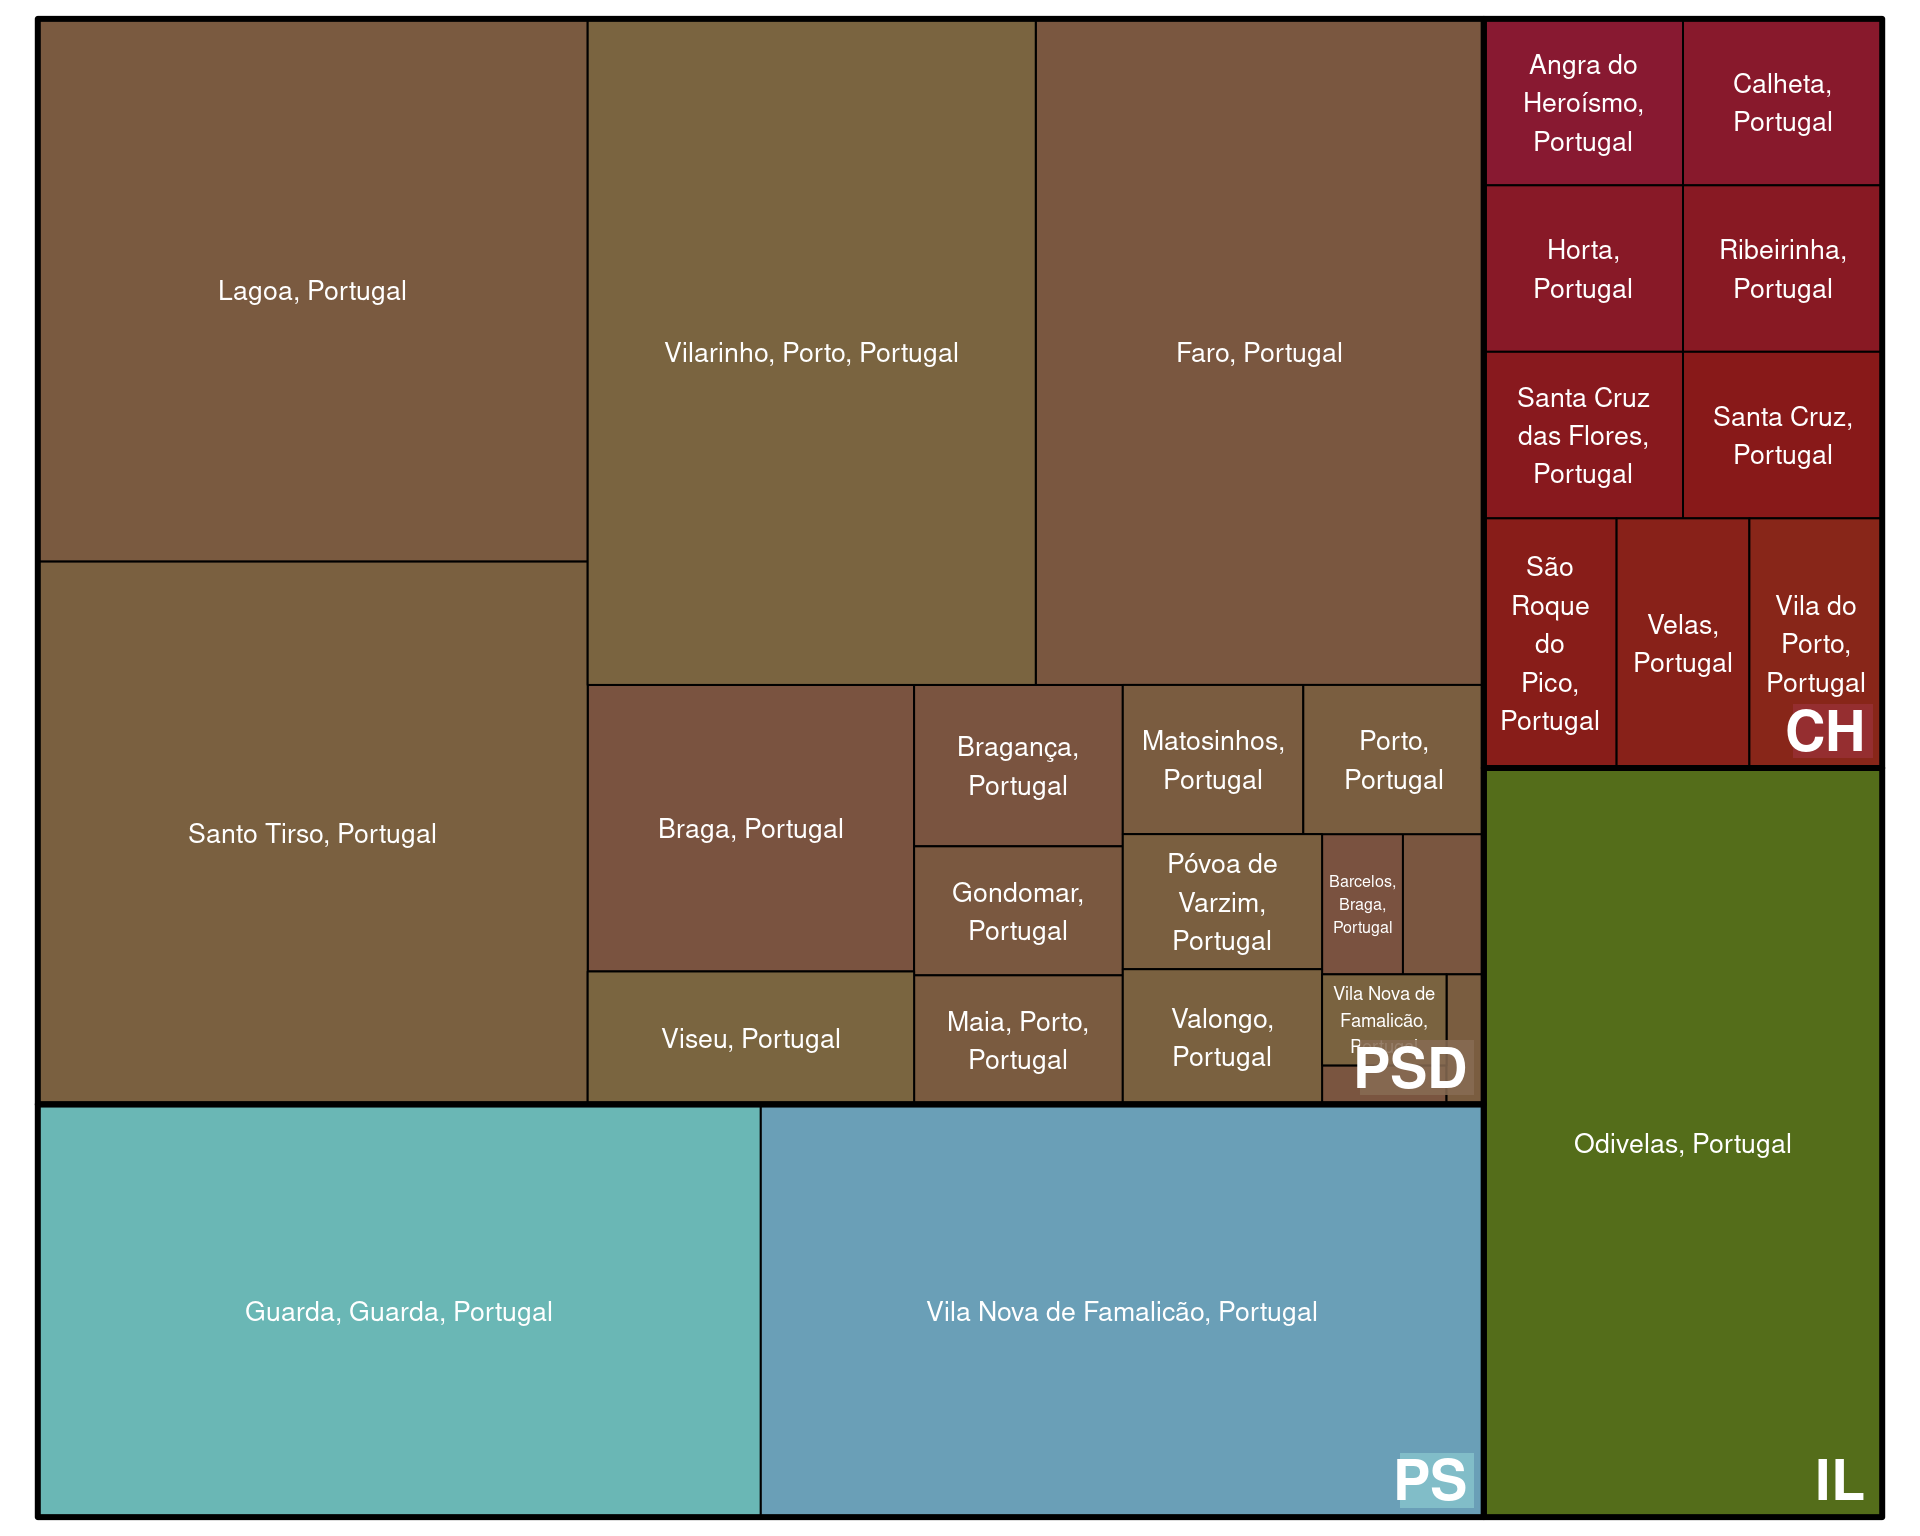 Lagoa, Portugal
Santo Tirso, Portugal
Vilarinho, Porto, Portugal
Faro, Portugal
Braga, Portugal
Viseu, Portugal
Bragança,
Portugal
Gondomar,
Portugal
Maia, Porto,
Portugal
Matosinhos,
Portugal
Porto,
Portugal
Póvoa de
Varzim,
Portugal
Valongo,
Portugal
Barcelos,
Braga,
Portugal
Vila Nova de
Famalicão,
Portugal
PSD
Guarda, Guarda, Portugal
Vila Nova de Famalicão, Portugal
PS
Angra do
Heroísmo,
Portugal
Calheta,
Portugal
Horta,
Portugal
Ribeirinha,
Portugal
Santa Cruz
das Flores,
Portugal
Santa Cruz,
Portugal
São
Roque
do
Pico,
Portugal
Velas,
Portugal
Vila do
Porto,
Portugal
CH
Odivelas, Portugal
IL